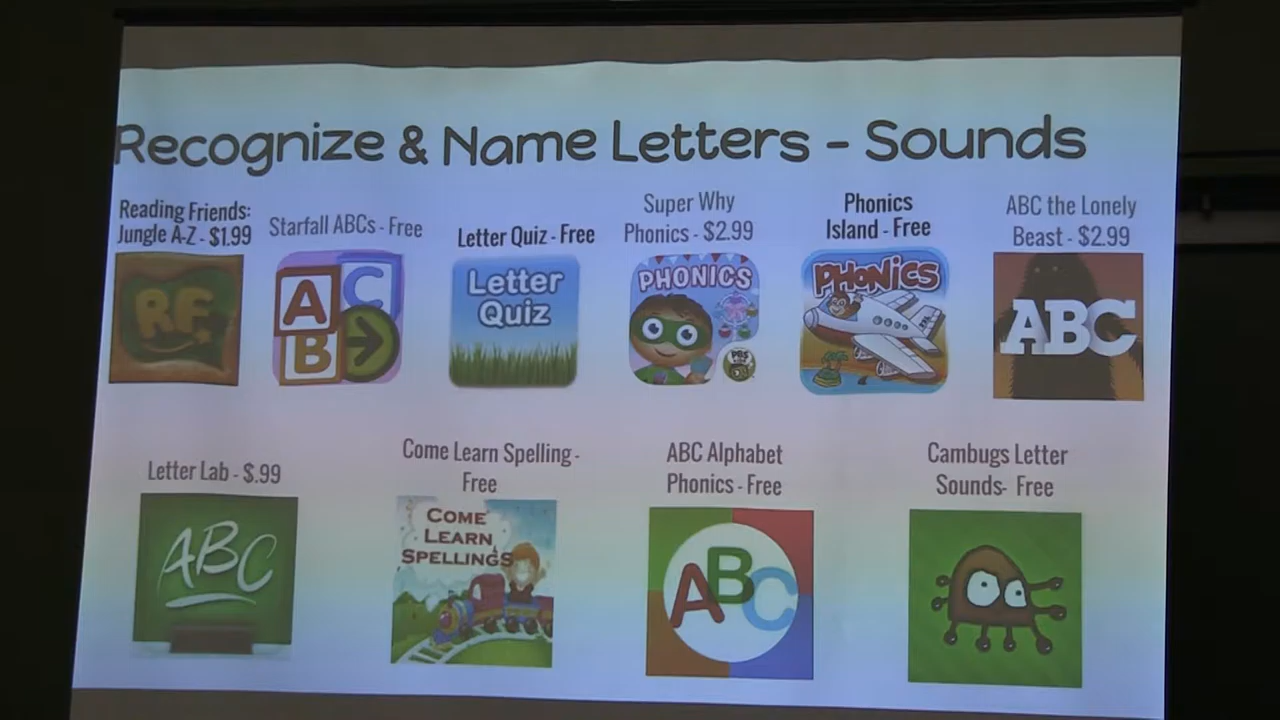 Recognize & Name Letters - Sounds
Reading Friends:
Jungle A-Z - $1.99
Starfall ABCs - Free
Letter Quiz - Free
Super Why
Phonics - $2.99
Phonics
Island - Free
ABC the Lonely
Beast - $2.99
RF
A
C
B
Letter
Quiz
PHONICS
PBS
PHONICS
ABC
Letter Lab - $.99
Come Learn Spelling -
Free
ABC Alphabet
Phonics - Free
Cambugs Letter
Sounds- Free
ABC
COME
LEARN
SPELLINGS
ABC